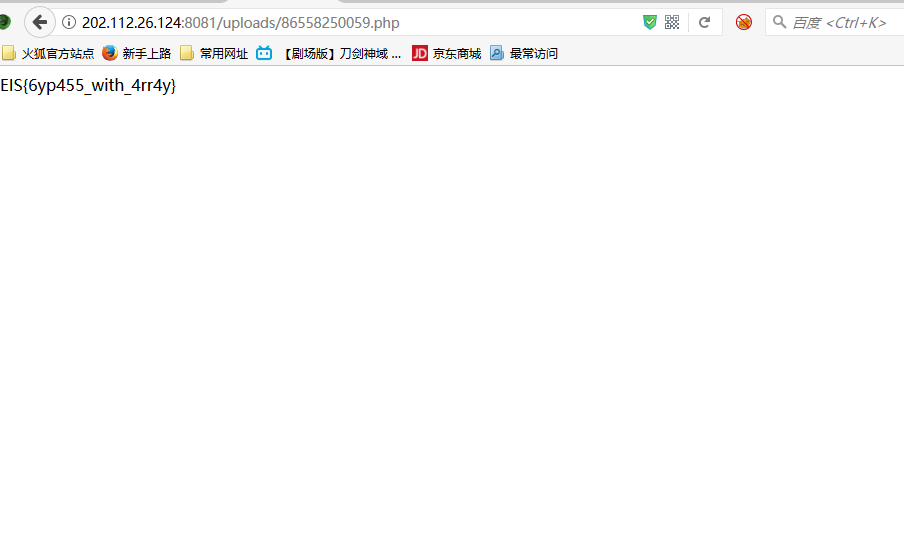 202.112.26.124:8081/uploads/86558250059.php
百度 <Ctrl+K>
火狐官方站点 新手上路 常用网址 【剧场版】刀剑神域 ... JD 京东商城 最常访问
EIS{6yp455_with_4rr4y}